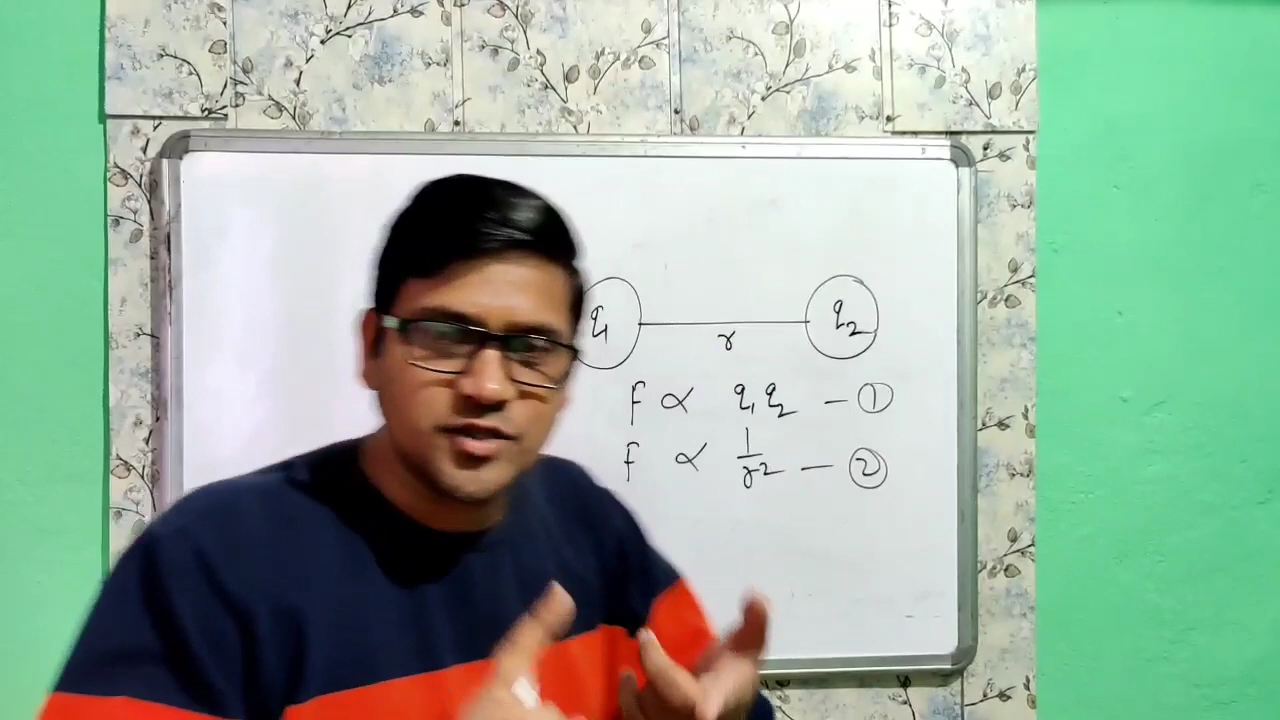 q₁ q₂
r
F ∝ q₁q₂ — ①
F ∝ 1/r² — ②